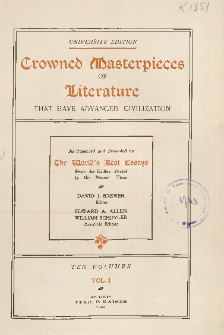 K1851
UNIVERSITY EDITION
Crowned Masterpieces
OF
Literature
THAT HAVE ADVANCED CIVILIZATION
As Preserved and Presented by
The World's Best Essays
From the Earliest Period
to the Present Time
DAVID J. BREWER
Editor
EDWARD A. ALLEN
WILLIAM SCHUYLER
Associate Editors
TEN VOLUMES
VOL. I
ST. LOUIS
FERD. P. KAISER